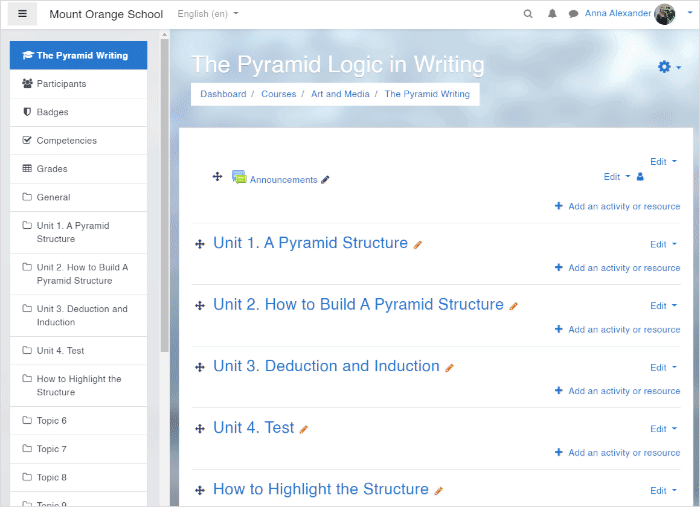 Mount Orange School
English (en)
Anna Alexander
The Pyramid Writing
Participants
Badges
Competencies
Grades
General
Unit 1. A Pyramid
Structure
Unit 2. How to Build A
Pyramid Structure
Unit 3. Deduction and
Induction
Unit 4. Test
How to Highlight the
Structure
Topic 6
Topic 7
Topic 8
Topic 9
The Pyramid Logic in Writing
Dashboard / Courses / Art and Media / The Pyramid Writing
Edit
Announcements
Edit
Add an activity or resource
Unit 1. A Pyramid Structure
Edit
Add an activity or resource
Unit 2. How to Build A Pyramid Structure
Edit
Add an activity or resource
Unit 3. Deduction and Induction
Edit
Add an activity or resource
Unit 4. Test
Edit
Add an activity or resource
How to Highlight the Structure
Edit